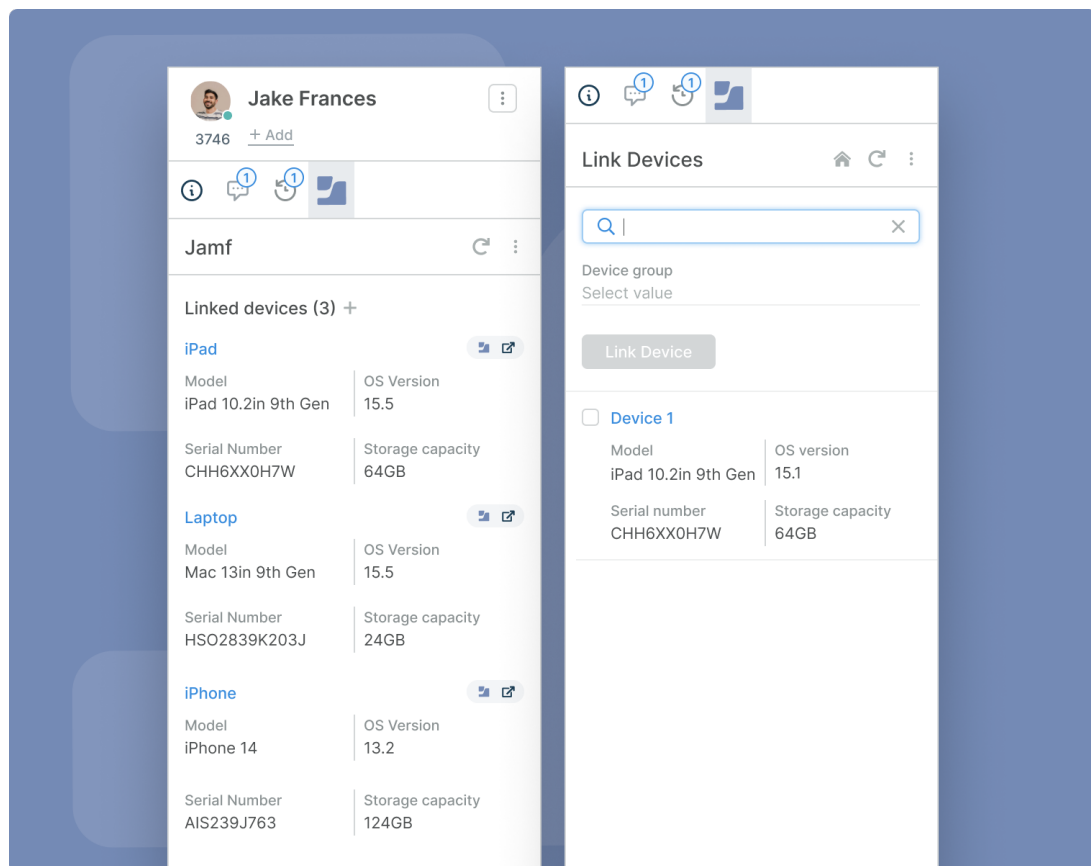 Jake Frances
3746
+ Add
1
1
Jamf
Linked devices (3) +
iPad
Model
OS Version
iPad 10.2in 9th Gen
15.5
Serial Number
Storage capacity
CHH6XX0H7W
64GB
Laptop
Model
OS Version
Mac 13in 9th Gen
15.5
Serial Number
Storage capacity
HSO2839K203J
24GB
iPhone
Model
OS Version
iPhone 14
13.2
Serial Number
Storage capacity
AIS239J763
124GB
1
1
Link Devices
Device group
Select value
Link Device
Device 1
Model
OS version
iPad 10.2in 9th Gen
15.1
Serial number
Storage capacity
CHH6XX0H7W
64GB